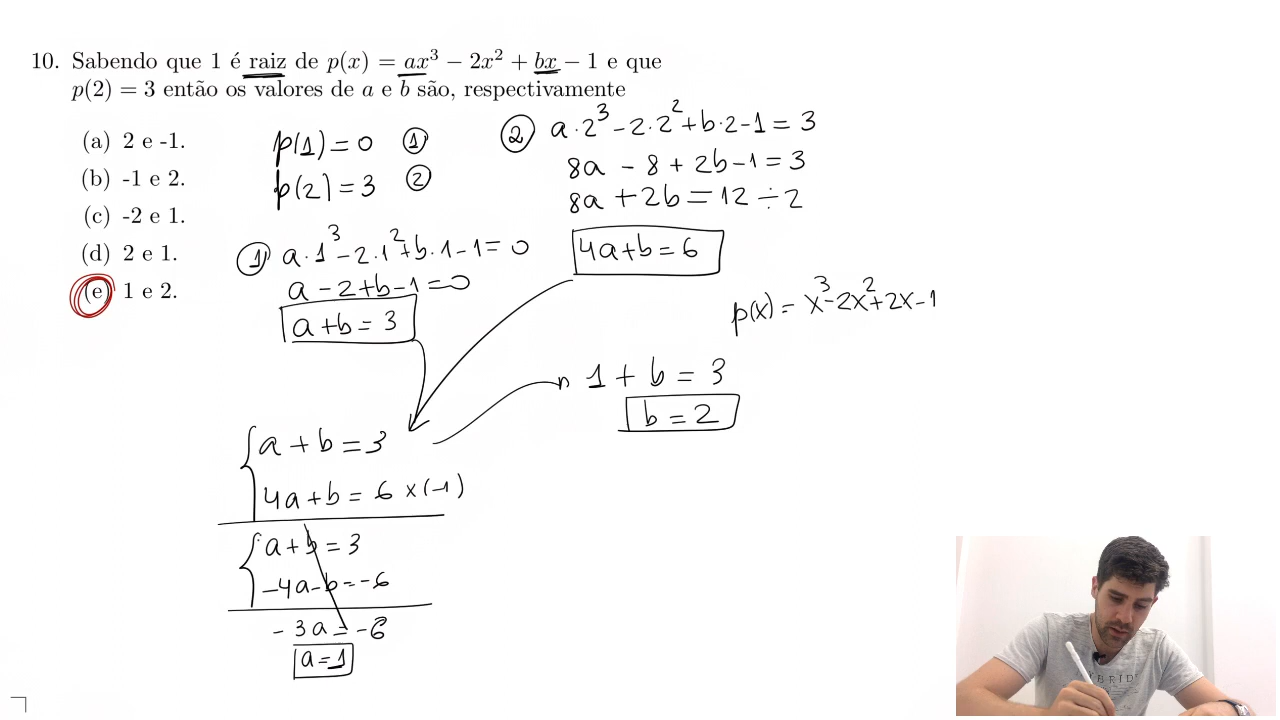 10. Sabendo que 1 é raiz de p(x) = ax³ − 2x² + bx − 1 e que
p(2) = 3 então os valores de a e b são, respectivamente
(a) 2 e -1.
(b) -1 e 2.
(c) -2 e 1.
(d) 2 e 1.
(e) 1 e 2.
p(1) = 0 ①
p(2) = 3 ②
① a·1³ − 2·1² + b·1 − 1 = 0
a − 2 + b − 1 = 0
a + b = 3
② a·2³ − 2·2² + b·2 − 1 = 3
8a − 8 + 2b − 1 = 3
8a + 2b = 12 ÷ 2
4a + b = 6
p(x) = x³ − 2x² + 2x − 1
1 + b = 3
b = 2
a + b = 3
4a + b = 6 x(−1)
a + b = 3
−4a − b = −6
− 3a = −6
a = 1
HYBRID